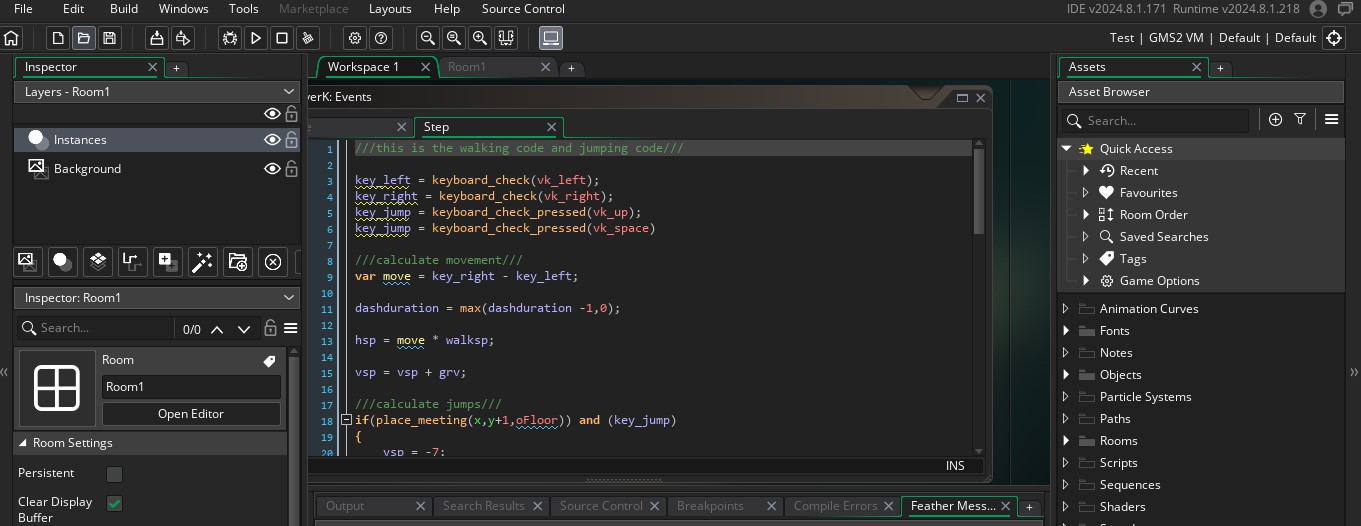 File Edit Build Windows Tools Marketplace Layouts Help Source Control IDE v2024.8.1.171 Runtime v2024.8.1.218
Test | GMS2 VM | Default | Default
Inspector
Workspace 1
Room1
Assets
Layers - Room1
Instances
Background
Inspector: Room1
Search...
0/0
Room
Room1
Open Editor
Room Settings
Persistent
Clear Display
Buffer
verK: Events
Step
1 ///this is the walking code and jumping code///
2
3 key_left = keyboard_check(vk_left);
4 key_right = keyboard_check(vk_right);
5 key_jump = keyboard_check_pressed(vk_up);
6 key_jump = keyboard_check_pressed(vk_space)
7
8 ///calculate movement///
9 var move = key_right - key_left;
10
11 dashduration = max(dashduration -1,0);
12
13 hsp = move * walksp;
14
15 vsp = vsp + grv;
16
17 ///calculate jumps///
18 if(place_meeting(x,y+1,oFloor)) and (key_jump)
19 {
20 vsp = -7;
INS
Output
Search Results
Source Control
Breakpoints
Compile Errors
Feather Mess...
Asset Browser
Search...
Quick Access
Recent
Favourites
Room Order
Saved Searches
Tags
Game Options
Animation Curves
Fonts
Notes
Objects
Particle Systems
Paths
Rooms
Scripts
Sequences
Shaders